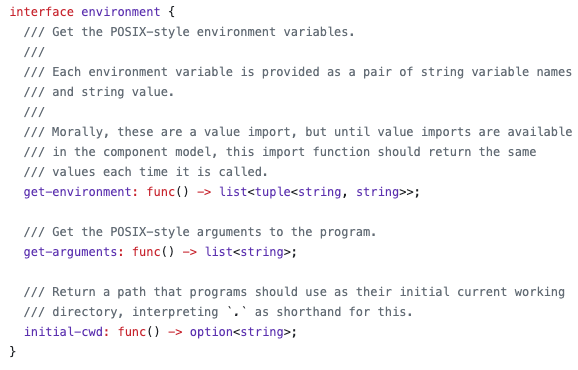 interface environment {
  /// Get the POSIX-style environment variables.
  ///
  /// Each environment variable is provided as a pair of string variable names
  /// and string value.
  ///
  /// Morally, these are a value import, but until value imports are available
  /// in the component model, this import function should return the same
  /// values each time it is called.
  get-environment: func() -> list<tuple<string, string>>;

  /// Get the POSIX-style arguments to the program.
  get-arguments: func() -> list<string>;

  /// Return a path that programs should use as their initial current working
  /// directory, interpreting `.` as shorthand for this.
  initial-cwd: func() -> option<string>;
}